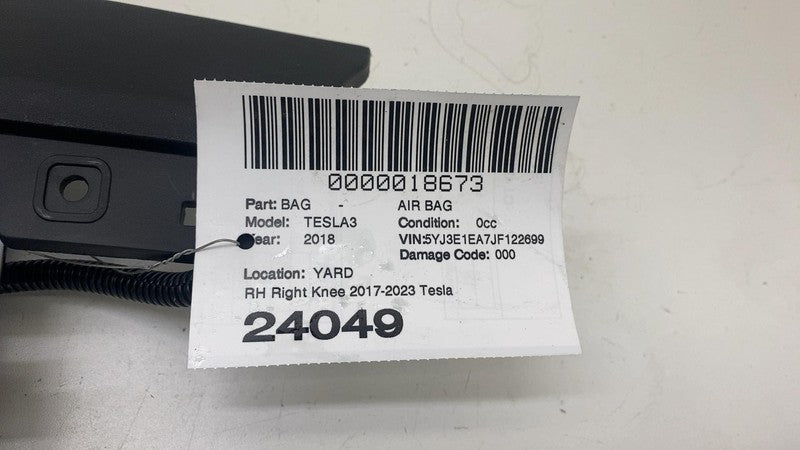 0000018673
Part: BAG - AIR BAG
Model: TESLA3 Condition: 0cc
ear: 2018 VIN:5YJ3E1EA7JF122699
Damage Code: 000
Location: YARD
RH Right Knee 2017-2023 Tesla
24049